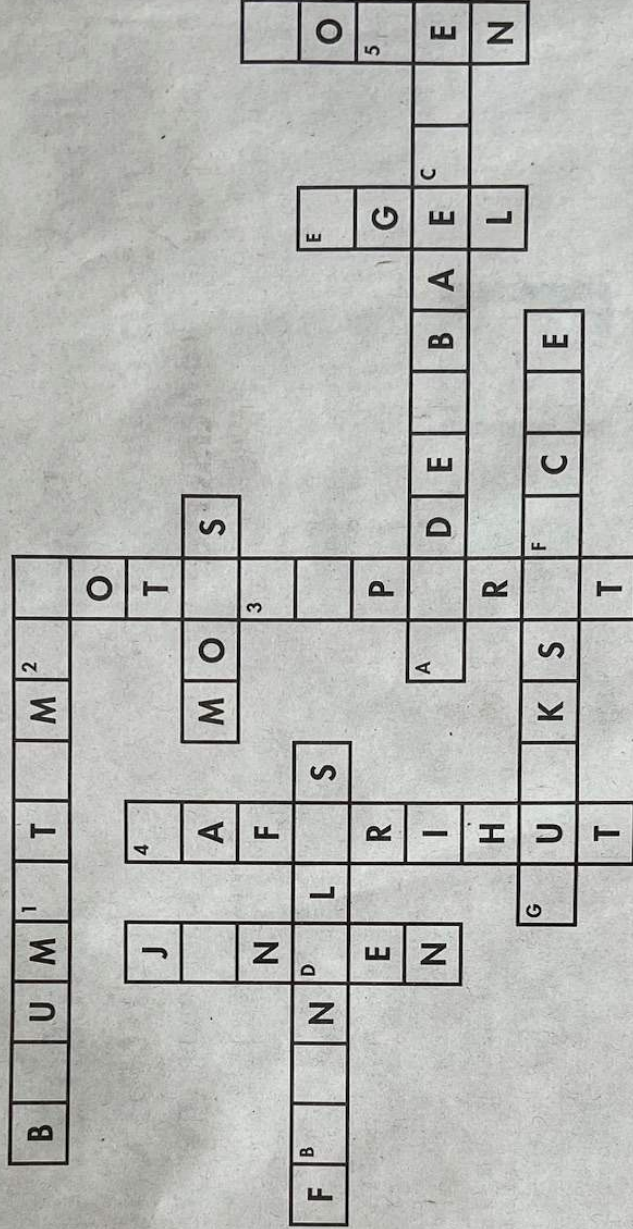 B U M 1 T M 2
O
J 4 T
A M O S
N F 3
F B N D L S E O
E R P G 5
N I A D E B A E C E
H R L N
G U K S F C E
T T